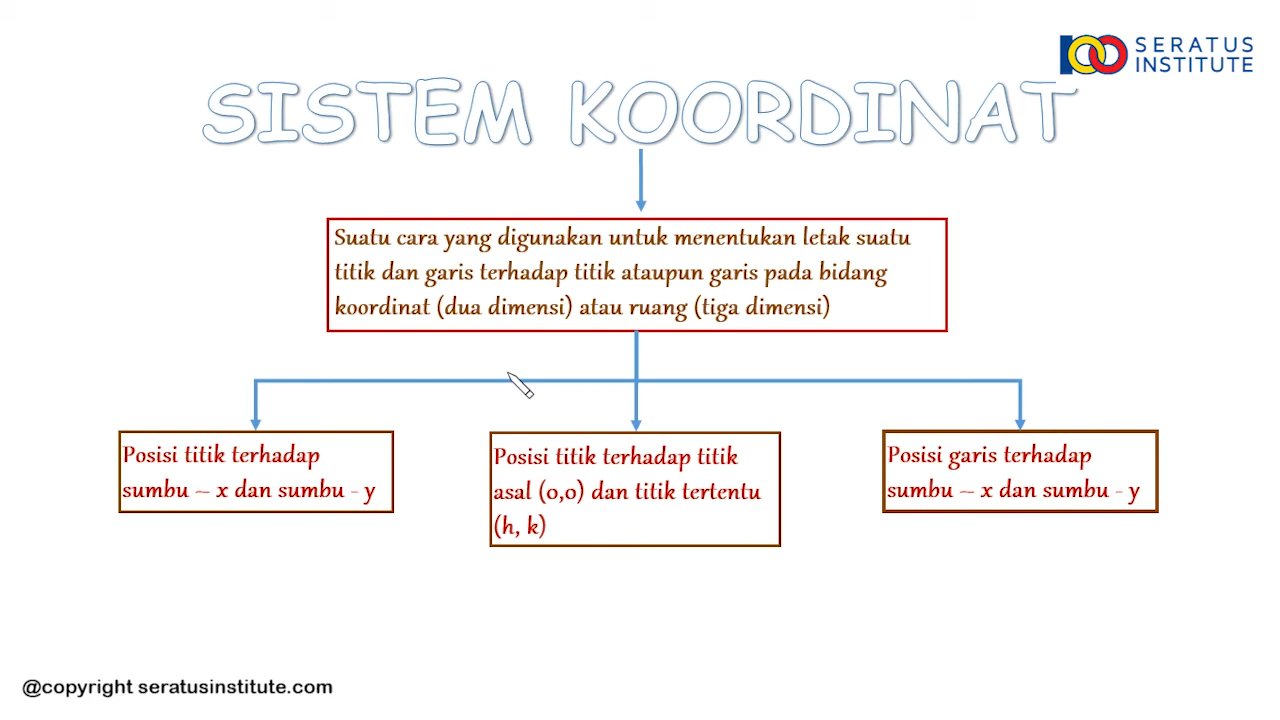 SERATUS
INSTITUTE
SISTEM KOORDINAT
Suatu cara yang digunakan untuk menentukan letak suatu
titik dan garis terhadap titik ataupun garis pada bidang
koordinat (dua dimensi) atau ruang (tiga dimensi)
Posisi titik terhadap
sumbu – x dan sumbu - y
Posisi titik terhadap titik
asal (0,0) dan titik tertentu
(h, k)
Posisi garis terhadap
sumbu – x dan sumbu - y
@copyright seratusinstitute.com